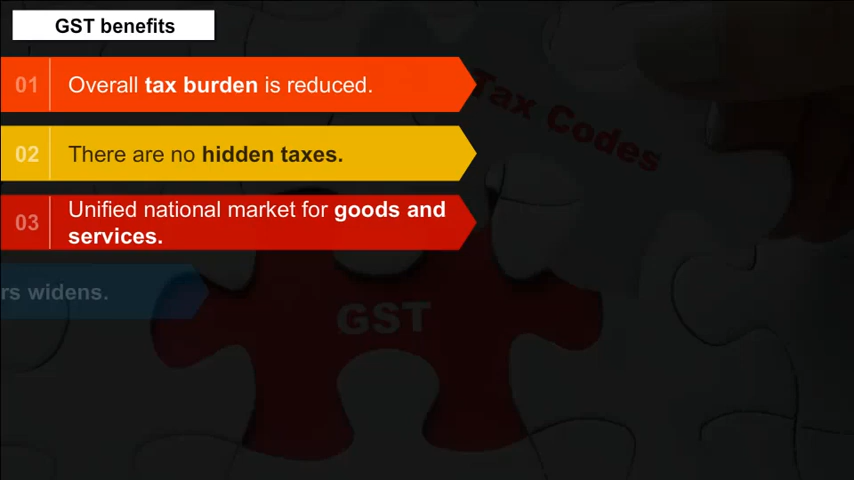 GST benefits
01 Overall tax burden is reduced.
02 There are no hidden taxes.
03 Unified national market for goods and
services.
rs widens.
Tax Codes
GST